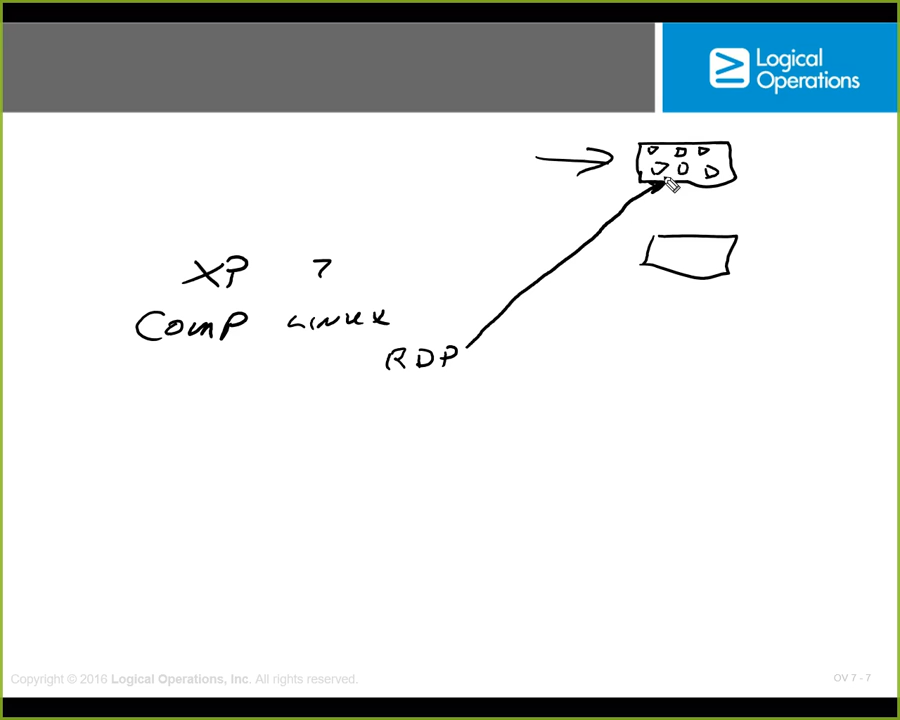 Logical
Operations
XP 7
Comp Linux
RDP
Copyright © 2016 Logical Operations, Inc. All rights reserved.
OV 7 - 7